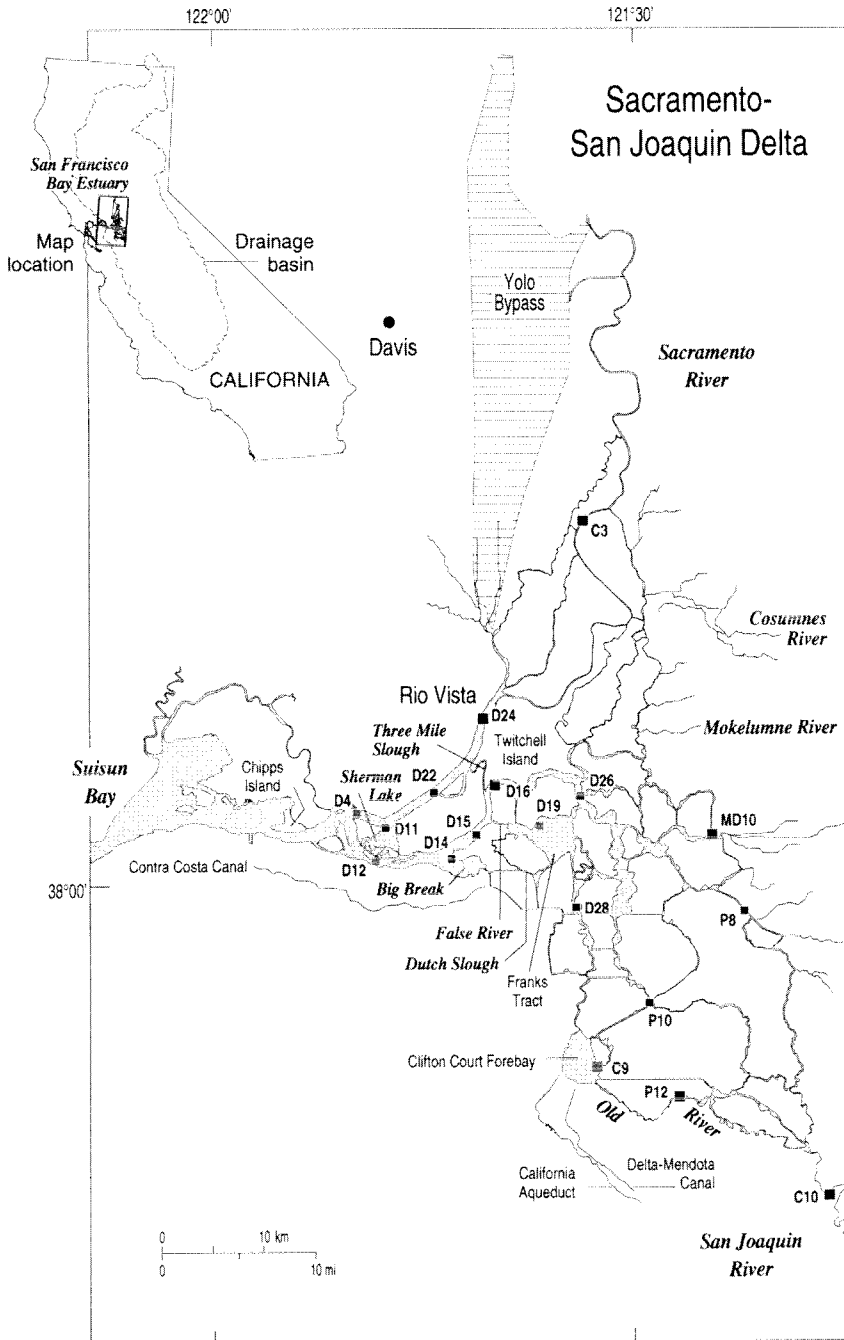 122°00'
121°30'
Sacramento-
San Joaquin Delta
San Francisco
Bay Estuary
Map
location
Drainage
basin
CALIFORNIA
Davis
Yolo
Bypass
Sacramento
River
C3
Cosumnes
River
Rio Vista
D24
Mokelumne River
Three Mile
Slough
Twitchell
Island
Suisun
Bay
Chipps
Island
Sherman
Lake
D22
D16
D26
D4
D11
D15
D19
MD10
D14
D12
Contra Costa Canal
Big Break
38°00'
D28
P8
False River
Dutch Slough
Franks
Tract
P10
Clifton Court Forebay
C9
P12
Old
River
California
Aqueduct
Delta-Mendota
Canal
C10
San Joaquin
River
0
10 km
0
10 mi